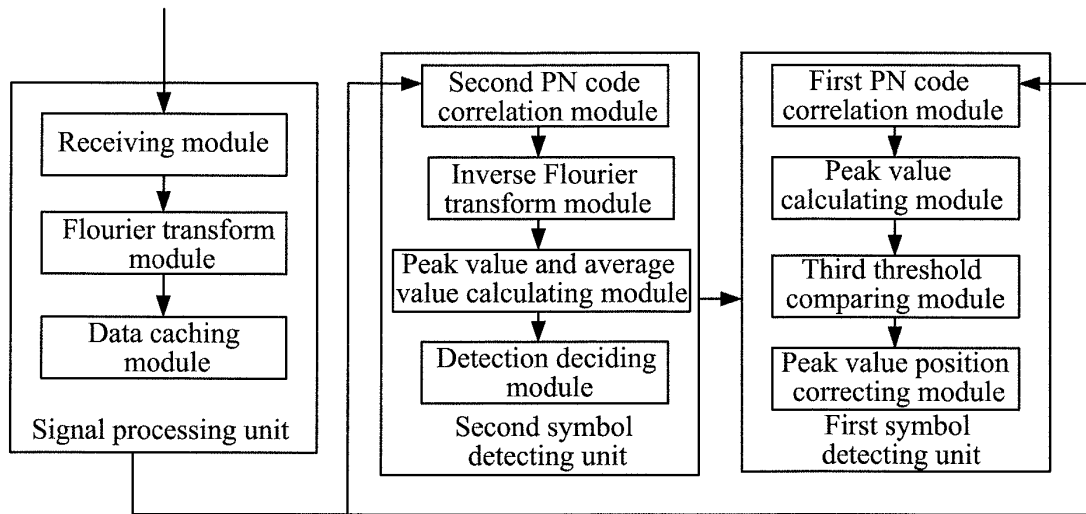 Receiving module
Flourier transform
module
Data caching
module
Signal processing unit
Second PN code
correlation module
Inverse Flourier
transform module
Peak value and average
value calculating module
Detection deciding
module
Second symbol
detecting unit
First PN code
correlation module
Peak value
calculating module
Third threshold
comparing module
Peak value position
correcting module
First symbol
detecting unit